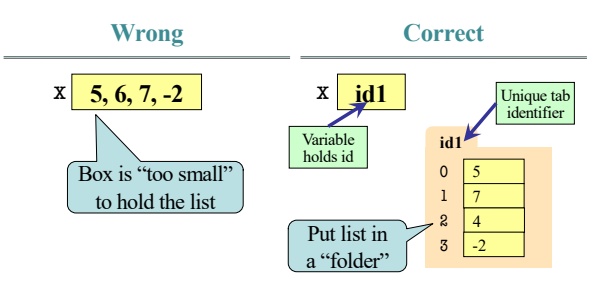 Wrong
x 5, 6, 7, -2
Box is “too small”
to hold the list
Correct
x id1
Variable
holds id
Unique tab
identifier
id1
0 5
1 7
2 4
3 -2
Put list in
a “folder”